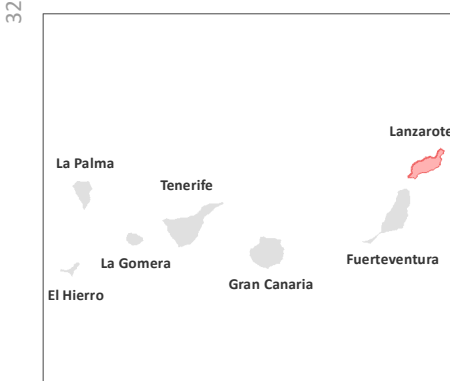 32
Lanzarote
La Palma
Tenerife
La Gomera
Fuerteventura
Gran Canaria
El Hierro